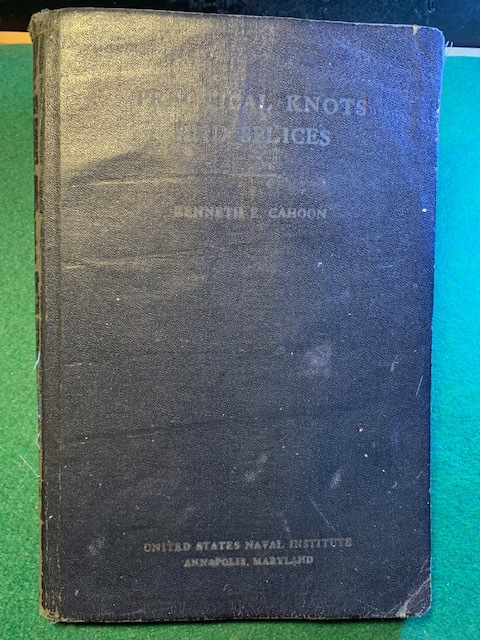 PRACTICAL KNOTS
AND SPLICES
KENNETH E. CAHOON
UNITED STATES NAVAL INSTITUTE
ANNAPOLIS, MARYLAND